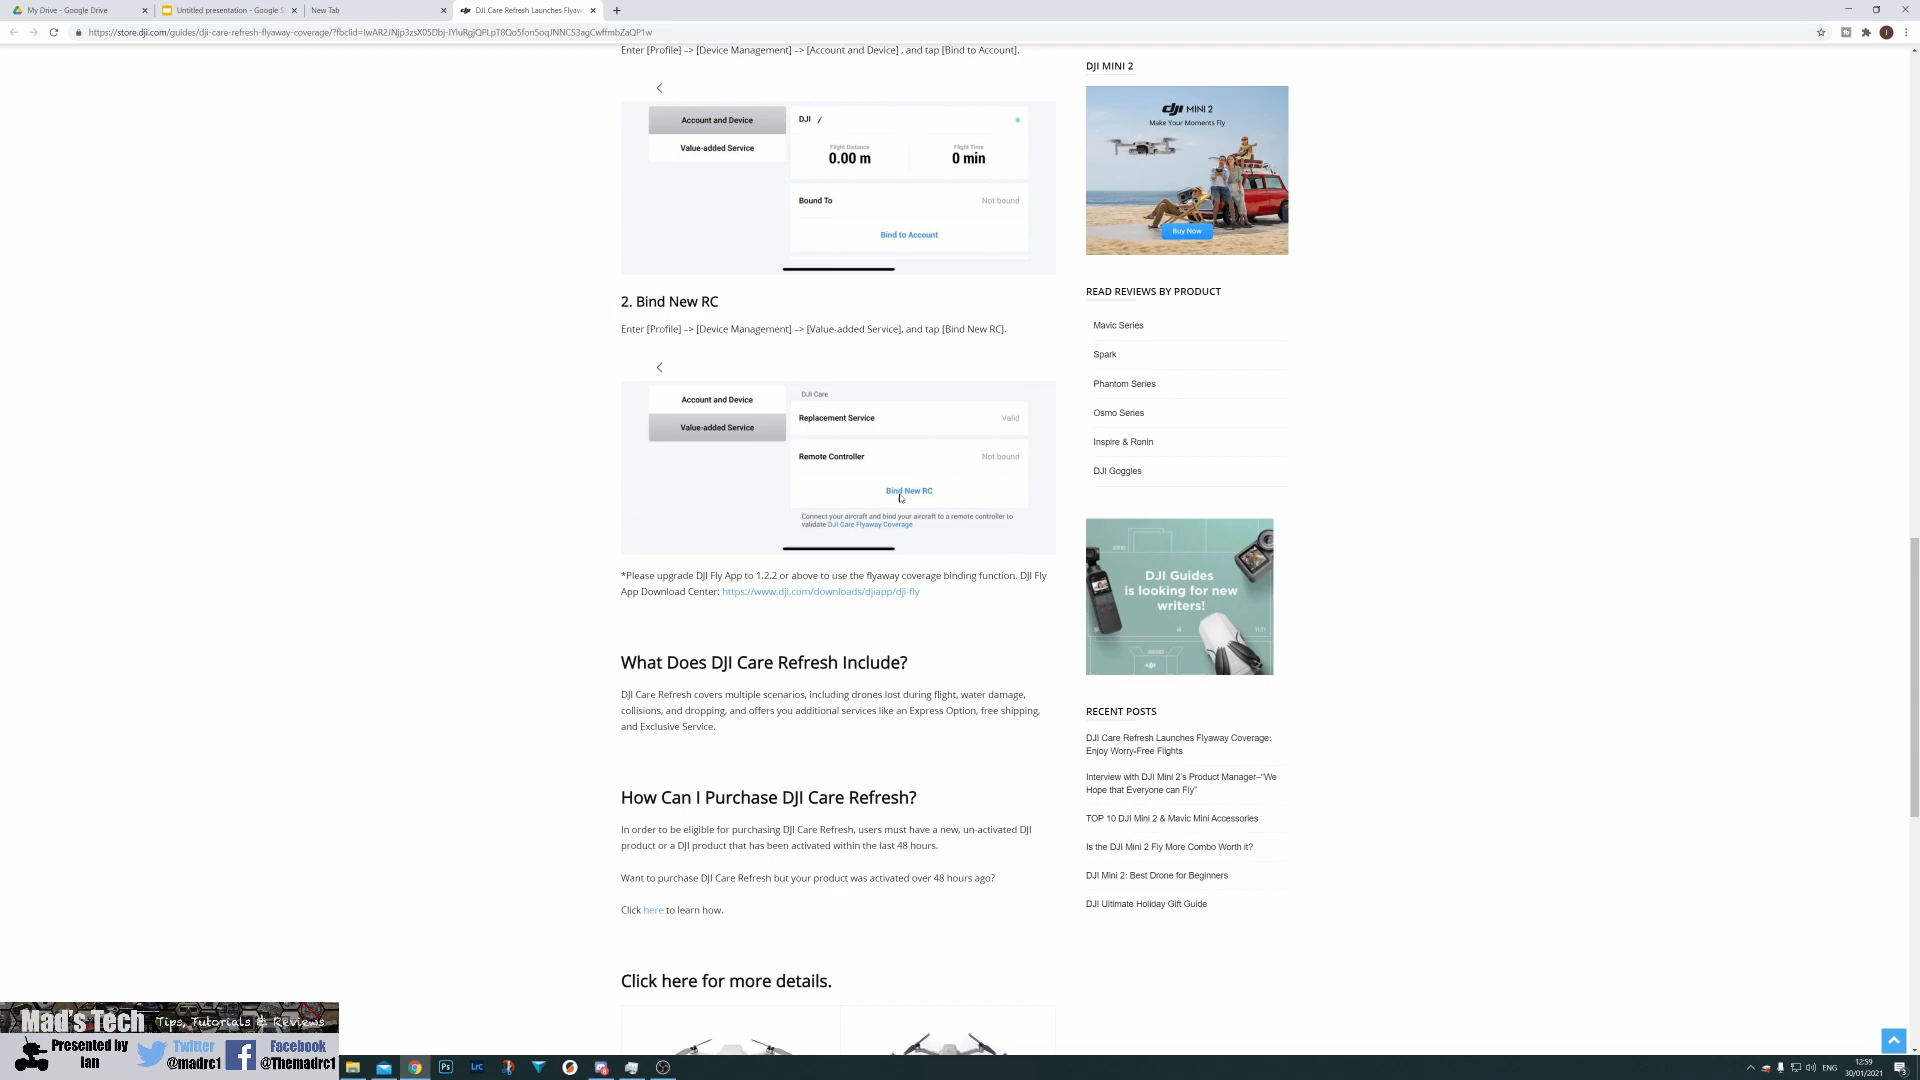 My Drive - Google Drive
Untitled presentation - Google S
New Tab
DJI Care Refresh Launches Flyaw
https://store.dji.com/guides/dji-care-refresh-flyaway-coverage/?fbclid=IwAR2JNjp3zsX05Dbj-IYluRgjQPLpT8Qo5fon5oqJNNCS3agCwffmbZaQP1w
Enter [Profile] –> [Device Management] –> [Account and Device] , and tap [Bind to Account].
Account and Device
Value-added Service
DJI
Flight Distance
0.00 m
Flight Time
0 min
Bound To
Not bound
Bind to Account
2. Bind New RC
Enter [Profile] –> [Device Management] –> [Value-added Service], and tap [Bind New RC].
Account and Device
Value-added Service
DJI Care
Replacement Service
Valid
Remote Controller
Not bound
Bind New RC
Connect your aircraft and bind your aircraft to a remote controller to
validate DJI Care Flyaway Coverage
*Please upgrade DJI Fly App to 1.2.2 or above to use the flyaway coverage binding function. DJI Fly
App Download Center: https://www.dji.com/downloads/djiapp/dji-fly
What Does DJI Care Refresh Include?
DJI Care Refresh covers multiple scenarios, including drones lost during flight, water damage,
collisions, and dropping, and offers you additional services like an Express Option, free shipping,
and Exclusive Service.
How Can I Purchase DJI Care Refresh?
In order to be eligible for purchasing DJI Care Refresh, users must have a new, un-activated DJI
product or a DJI product that has been activated within the last 48 hours.
Want to purchase DJI Care Refresh but your product was activated over 48 hours ago?
Click here to learn how.
Click here for more details.
DJI MINI 2
dji MINI 2
Make Your Moments Fly
Buy Now
READ REVIEWS BY PRODUCT
Mavic Series
Spark
Phantom Series
Osmo Series
Inspire & Ronin
DJI Goggles
DJI Guides
is looking for new
writers!
RECENT POSTS
DJI Care Refresh Launches Flyaway Coverage:
Enjoy Worry-Free Flights
Interview with DJI Mini 2's Product Manager–"We
Hope that Everyone can Fly"
TOP 10 DJI Mini 2 & Mavic Mini Accessories
Is the DJI Mini 2 Fly More Combo Worth it?
DJI Mini 2: Best Drone for Beginners
DJI Ultimate Holiday Gift Guide
Mad's Tech Tips, Tutorials & Reviews
Presented by
Ian
Twitter
@madrc1
Facebook
@Themadrc1
Ps
Lrc
ENG
12:59
30/01/2021